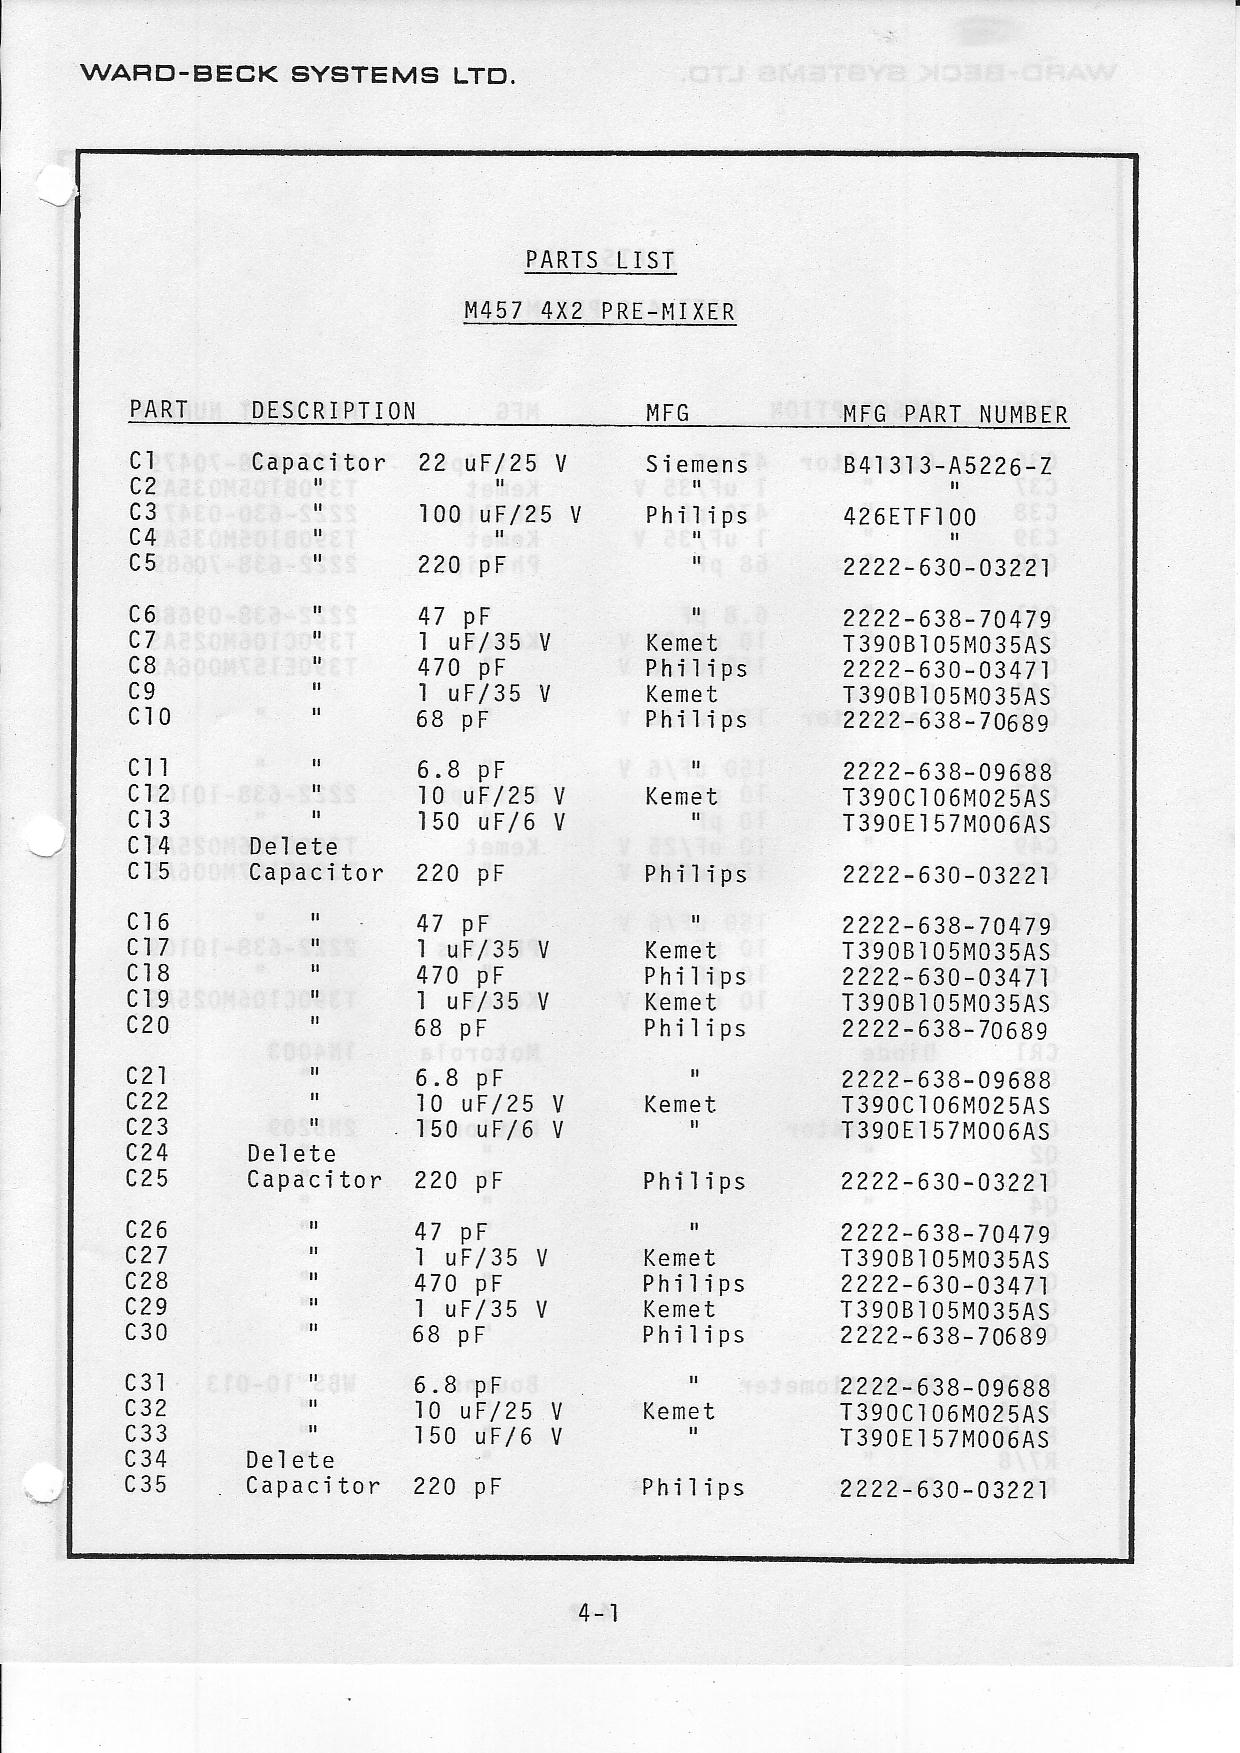 WARD-BECK SYSTEMS LTD.
PARTS LIST
M457 4X2 PRE-MIXER
PART DESCRIPTION MFG MFG PART NUMBER
C1 Capacitor 22 uF/25 V Siemens B41313-A5226-Z
C2 " " " "
C3 " 100 uF/25 V Philips 426ETF100
C4 " " " "
C5 " 220 pF " 2222-630-03221
C6 " 47 pF " 2222-638-70479
C7 " 1 uF/35 V Kemet T390B105M035AS
C8 " 470 pF Philips 2222-630-03471
C9 " 1 uF/35 V Kemet T390B105M035AS
C10 " 68 pF Philips 2222-638-70689
C11 " 6.8 pF " 2222-638-09688
C12 " 10 uF/25 V Kemet T390C106M025AS
C13 " 150 uF/6 V " T390E157M006AS
C14 Delete
C15 Capacitor 220 pF Philips 2222-630-03221
C16 " 47 pF " 2222-638-70479
C17 " 1 uF/35 V Kemet T390B105M035AS
C18 " 470 pF Philips 2222-630-03471
C19 " 1 uF/35 V Kemet T390B105M035AS
C20 " 68 pF Philips 2222-638-70689
C21 " 6.8 pF " 2222-638-09688
C22 " 10 uF/25 V Kemet T390C106M025AS
C23 " 150 uF/6 V " T390E157M006AS
C24 Delete
C25 Capacitor 220 pF Philips 2222-630-03221
C26 " 47 pF " 2222-638-70479
C27 " 1 uF/35 V Kemet T390B105M035AS
C28 " 470 pF Philips 2222-630-03471
C29 " 1 uF/35 V Kemet T390B105M035AS
C30 " 68 pF Philips 2222-638-70689
C31 " 6.8 pF " 2222-638-09688
C32 " 10 uF/25 V Kemet T390C106M025AS
C33 " 150 uF/6 V " T390E157M006AS
C34 Delete
C35 Capacitor 220 pF Philips 2222-630-03221
4-1